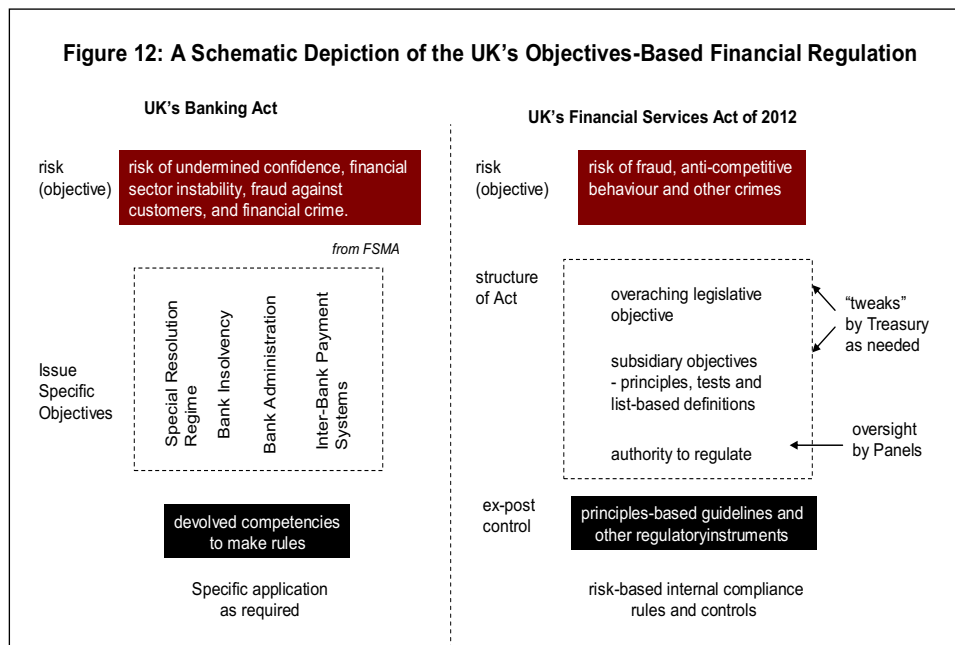 Figure 12: A Schematic Depiction of the UK's Objectives-Based Financial Regulation
UK's Banking Act
risk
(objective)
risk of undermined confidence, financial
sector instability, fraud against
customers, and financial crime.
from FSMA
Issue
Specific
Objectives
Special Resolution
Regime
Bank Insolvency
Bank Administration
Inter-Bank Payment
Systems
devolved competencies
to make rules
Specific application
as required
UK's Financial Services Act of 2012
risk
(objective)
risk of fraud, anti-competitive
behaviour and other crimes
structure
of Act
overaching legislative
objective
subsidiary objectives
- principles, tests and
list-based definitions
authority to regulate
“tweaks”
by Treasury
as needed
oversight
by Panels
ex-post
control
principles-based guidelines and
other regulatoryinstruments
risk-based internal compliance
rules and controls